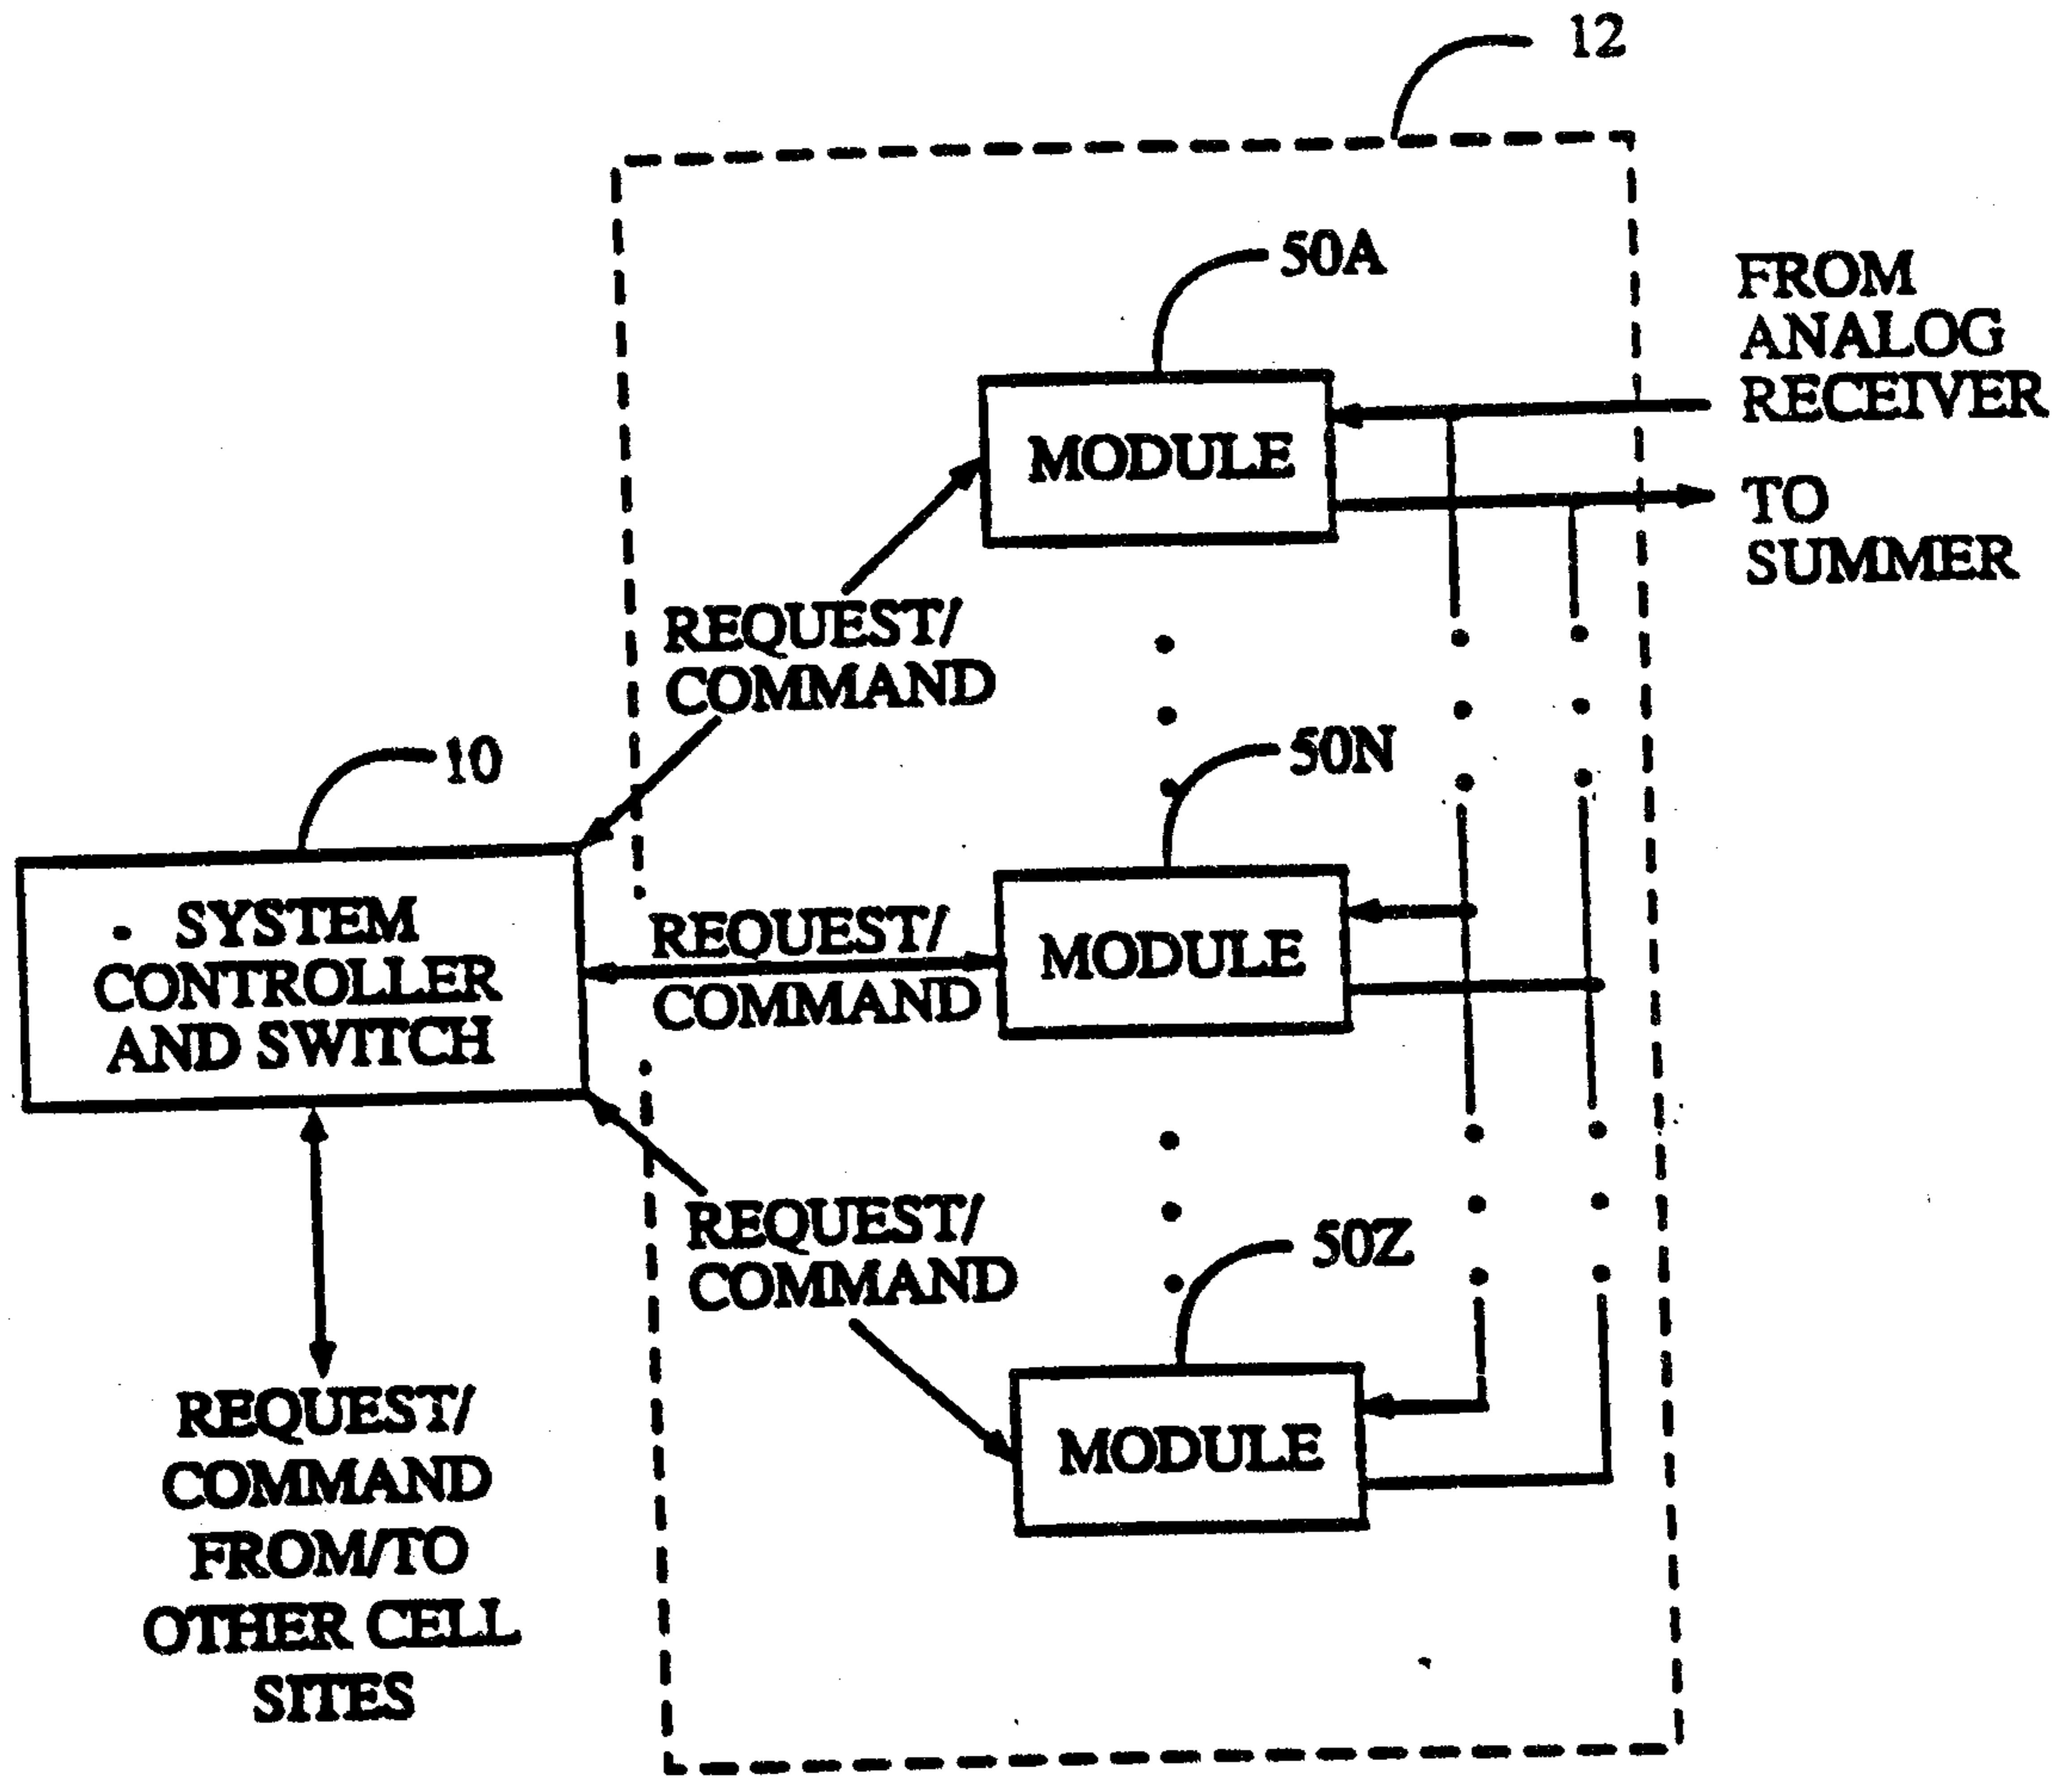 12
50A
FROM
ANALOG
RECEIVER
MODULE
TO
SUMMER
REQUEST/
COMMAND
10
50N
SYSTEM
CONTROLLER
AND SWITCH
REQUEST/
COMMAND
MODULE
REQUEST/
COMMAND
50Z
MODULE
REQUEST/
COMMAND
FROM/TO
OTHER CELL
SITES